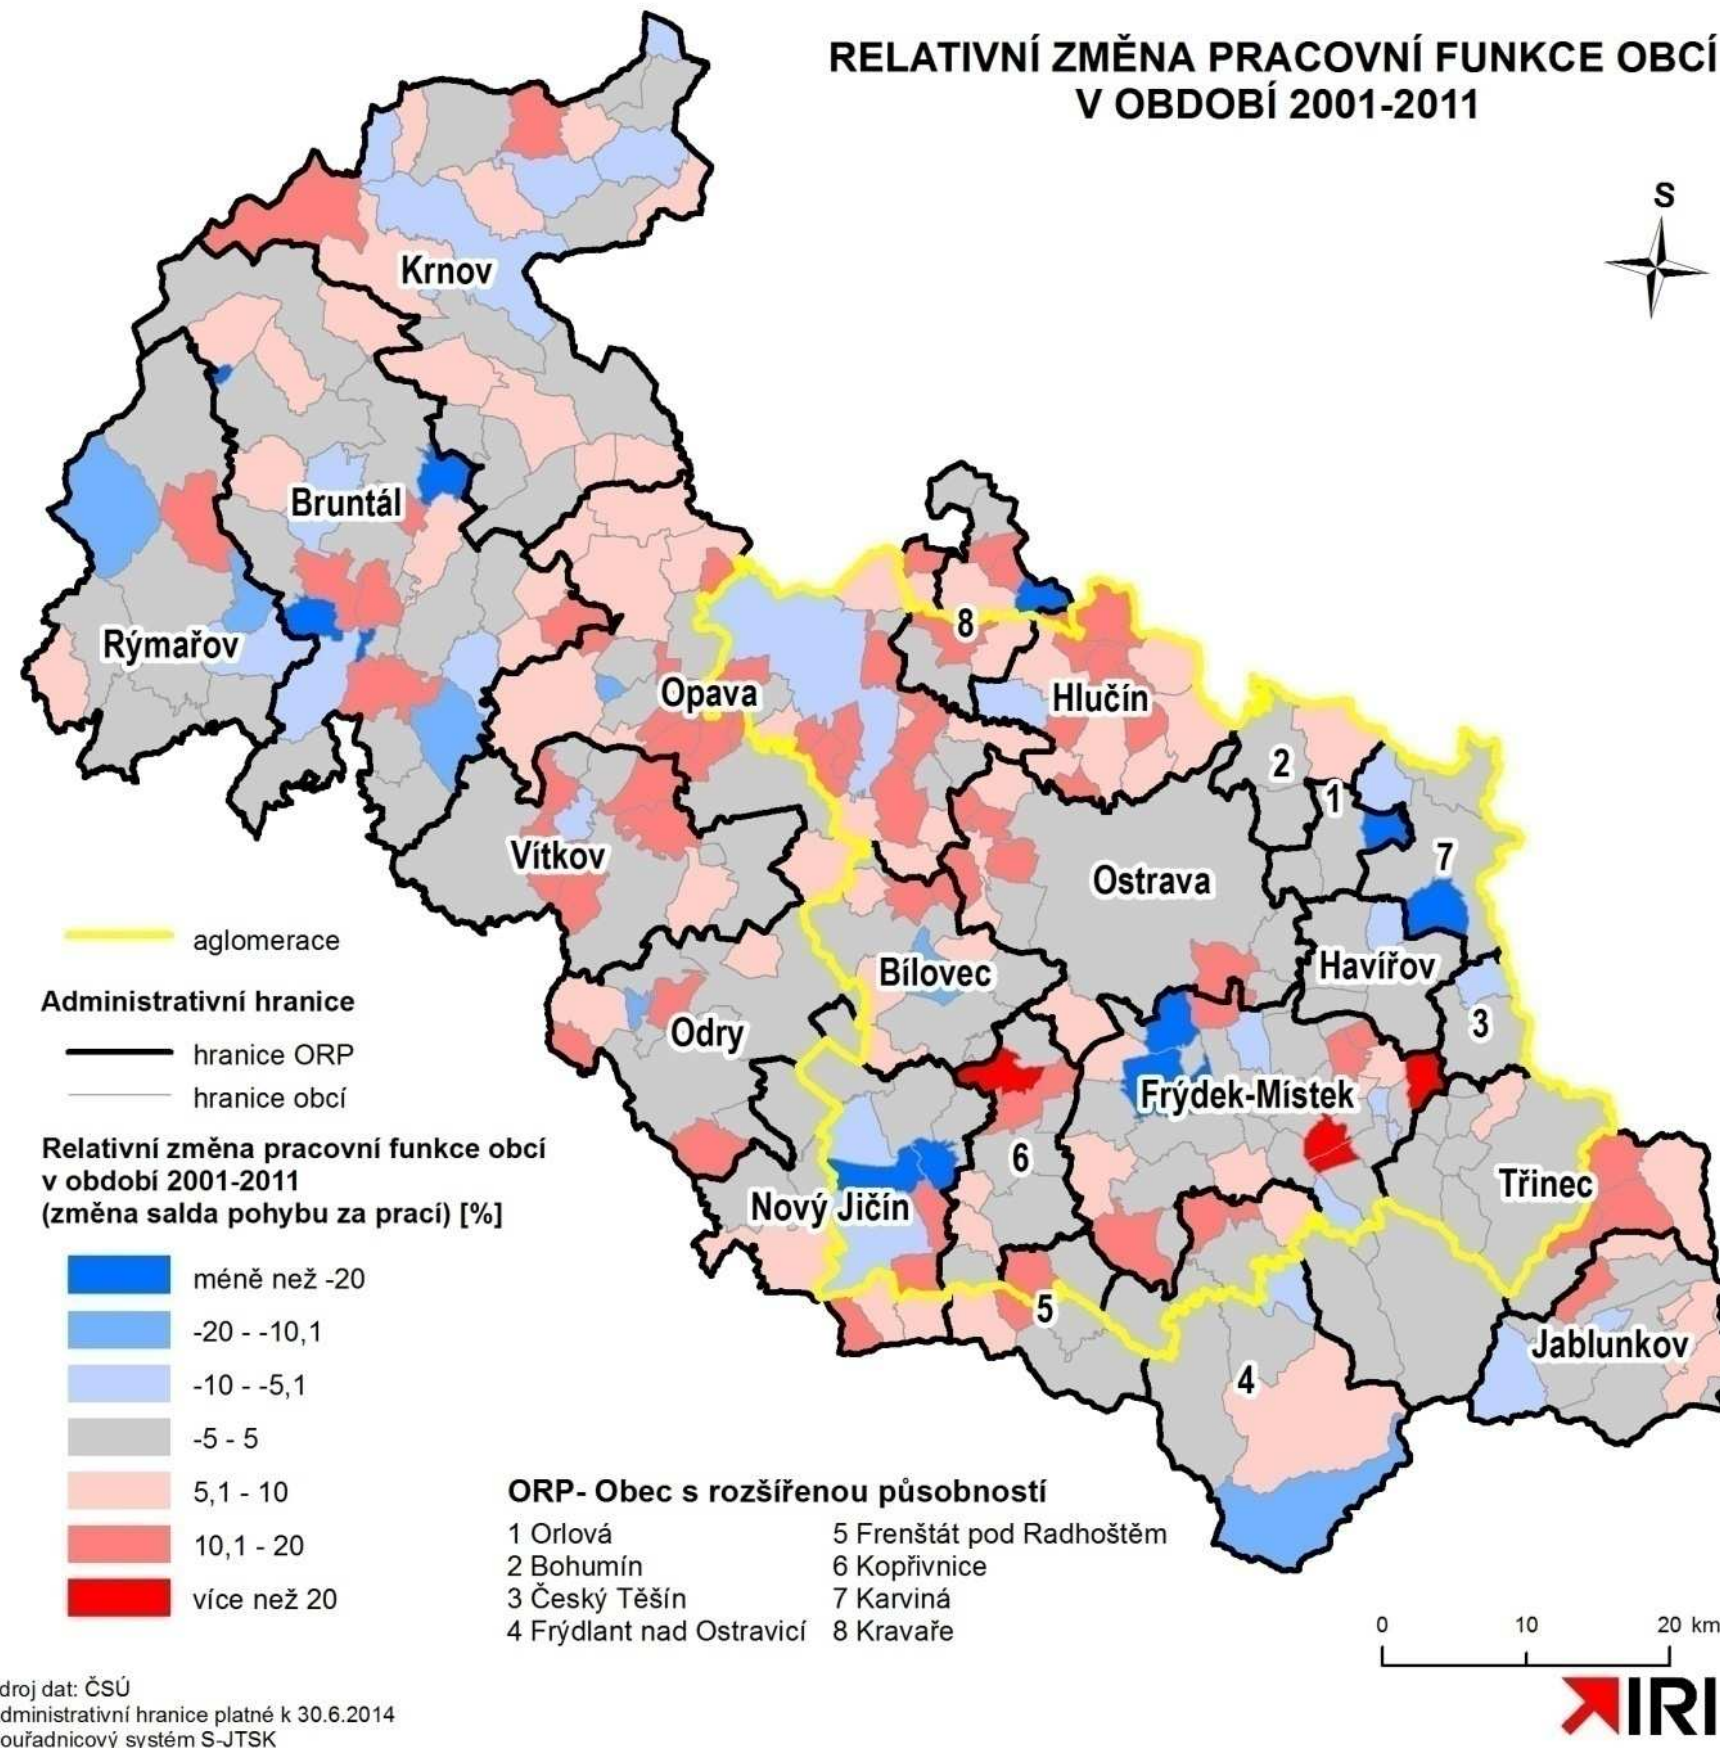 RELATIVNÍ ZMĚNA PRACOVNÍ FUNKCE OBCÍ
V OBDOBÍ 2001-2011
S
Krnov
Bruntál
Rýmařov
8
Opava
Hlučín
2
1
Vítkov
Ostrava
7
Bílovec
Havířov
Odry
3
Frýdek-Místek
6
Třinec
Nový Jičín
5
Jablunkov
4
aglomerace
Administrativní hranice
hranice ORP
hranice obcí
Relativní změna pracovní funkce obcí
v období 2001-2011
(změna salda pohybu za prací) [%]
méně než -20
-20 - -10,1
-10 - -5,1
-5 - 5
5,1 - 10
10,1 - 20
více než 20
ORP- Obec s rozšířenou působností
1 Orlová
2 Bohumín
3 Český Těšín
4 Frýdlant nad Ostravicí
5 Frenštát pod Radhoštěm
6 Kopřivnice
7 Karviná
8 Kravaře
0 10 20 km
droj dat: ČSÚ
dministrativní hranice platné k 30.6.2014
ouřadnicový systém S-JTSK
IRI